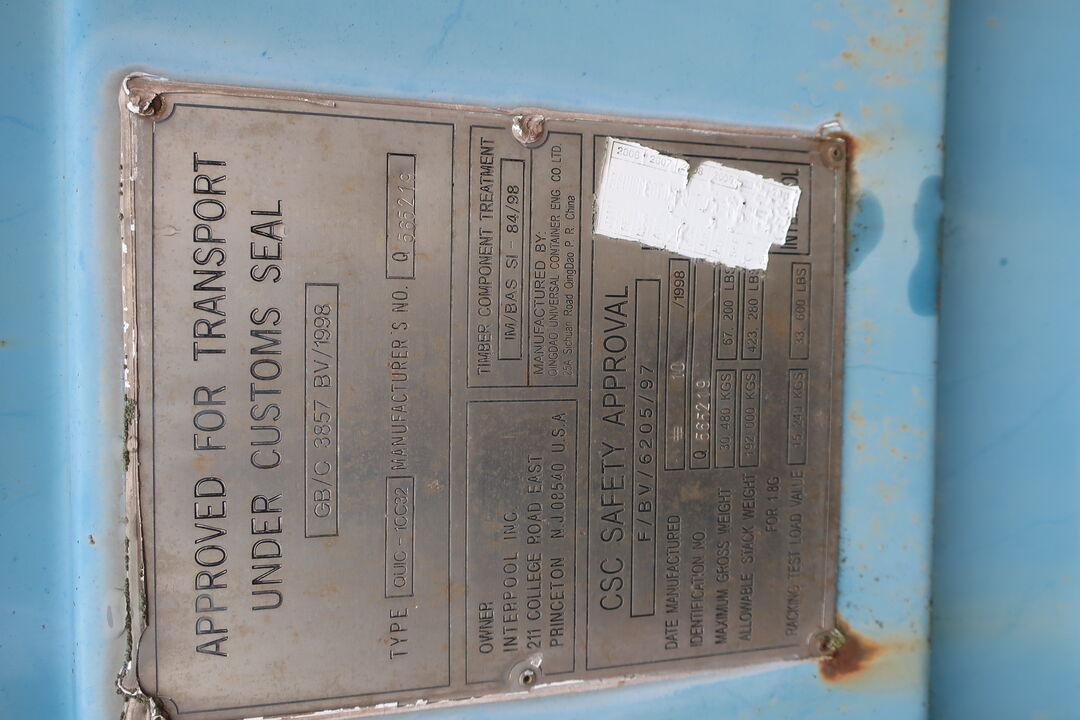 APPROVED FOR TRANSPORT
UNDER CUSTOMS SEAL
GB/C 3857 BV/1998
TYPE QUIC-1CC32 MANUFACTURER'S NO. Q 565219
OWNER
INTERPOOL INC.
211 COLLEGE ROAD EAST
PRINCETON N.J.08540 U.S.A
TIMBER COMPONENT TREATMENT
IM/BAS SI - 84/98
MANUFACTURED BY:
QINGDAO UNIVERSAL CONTAINER ENG CO.LTD.
25A Sichuan Road QingDao P R China
CSC SAFETY APPROVAL
F/BV/6205/97
DATE MANUFACTURED 10 /1998
IDENTIFICATION NO Q 565219
MAXIMUM GROSS WEIGHT 30 480 KGS 67, 200 LBS
ALLOWABLE STACK WEIGHT 192 000 KGS 423, 280 LBS
FOR 1.8G
RACKING TEST LOAD VALUE 15 240 KGS 33, 600 LBS
2006 2007